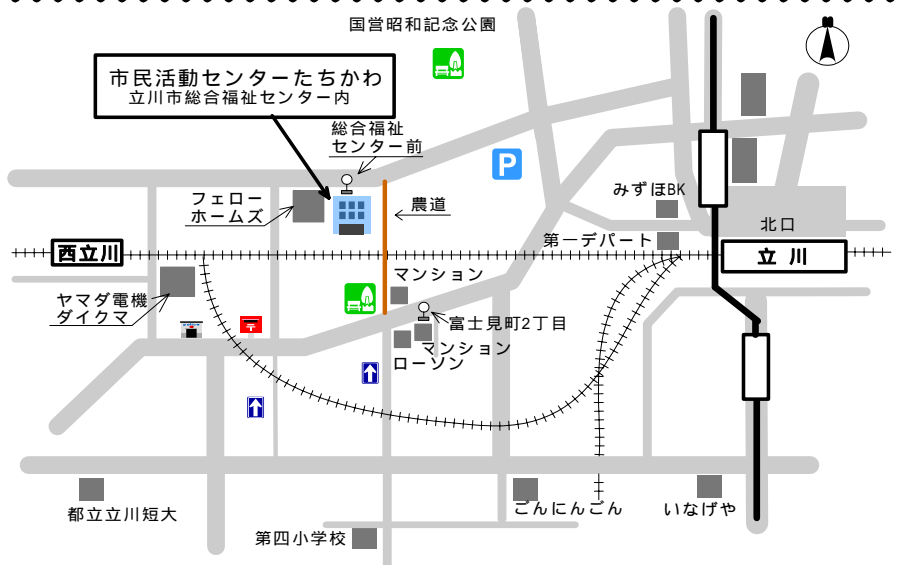 国営昭和記念公園
市民活動センターたちかわ
立川市総合福祉センター内
総合福祉
センター前
P
みずほBK
フェロー
ホームズ
農道
北口
第一デパート
西立川
立川
マンション
ヤマダ電機
ダイクマ
〒
富士見町2丁目
マンション
ローソン
都立立川短大
ごんにんごん
いなげや
第四小学校